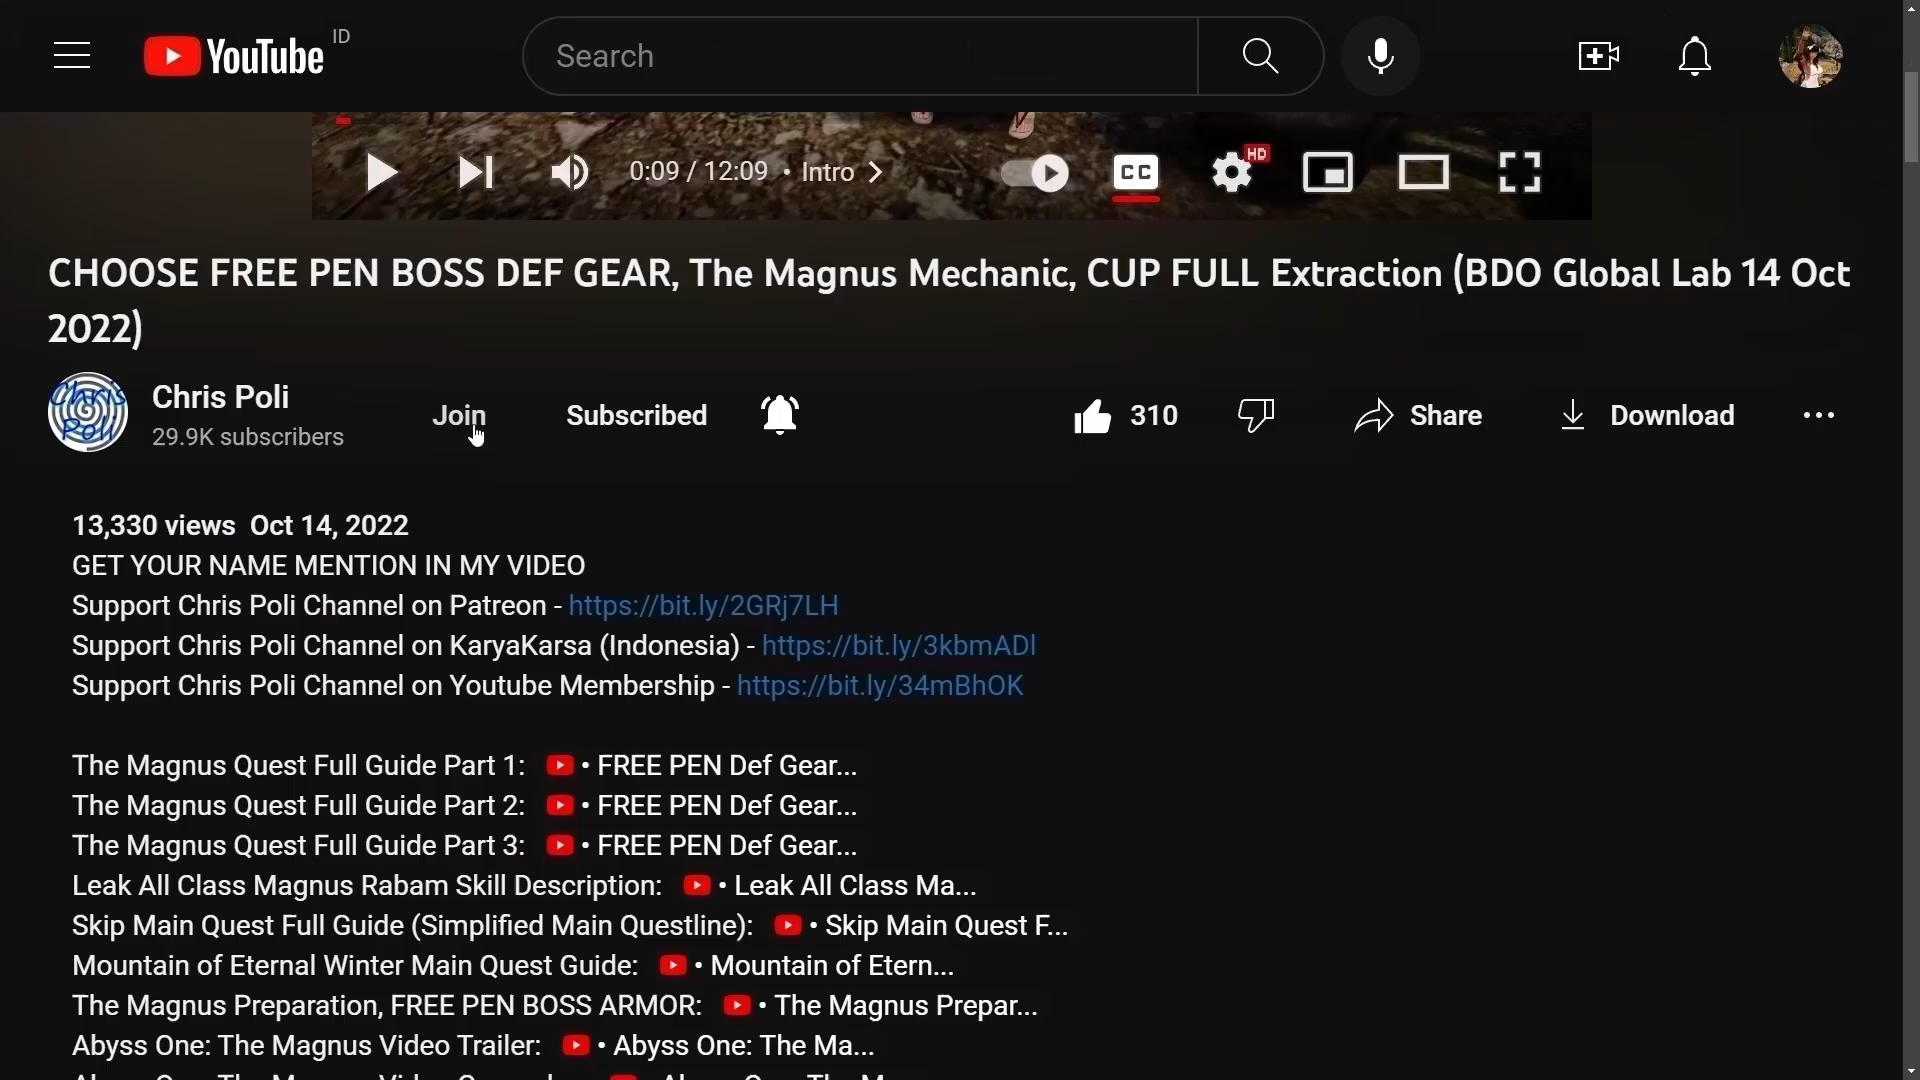 YouTube ID
Search
0:09 / 12:09 • Intro
CC
HD
CHOOSE FREE PEN BOSS DEF GEAR, The Magnus Mechanic, CUP FULL Extraction (BDO Global Lab 14 Oct
2022)
Chris Poli
Chris Poli
29.9K subscribers
Join
Subscribed
310
Share
Download
13,330 views Oct 14, 2022
GET YOUR NAME MENTION IN MY VIDEO
Support Chris Poli Channel on Patreon - https://bit.ly/2GRj7LH
Support Chris Poli Channel on KaryaKarsa (Indonesia) - https://bit.ly/3kbmADl
Support Chris Poli Channel on Youtube Membership - https://bit.ly/34mBhOK
The Magnus Quest Full Guide Part 1: • FREE PEN Def Gear...
The Magnus Quest Full Guide Part 2: • FREE PEN Def Gear...
The Magnus Quest Full Guide Part 3: • FREE PEN Def Gear...
Leak All Class Magnus Rabam Skill Description: • Leak All Class Ma...
Skip Main Quest Full Guide (Simplified Main Questline): • Skip Main Quest F...
Mountain of Eternal Winter Main Quest Guide: • Mountain of Etern...
The Magnus Preparation, FREE PEN BOSS ARMOR: • The Magnus Prepar...
Abyss One: The Magnus Video Trailer: • Abyss One: The Ma...